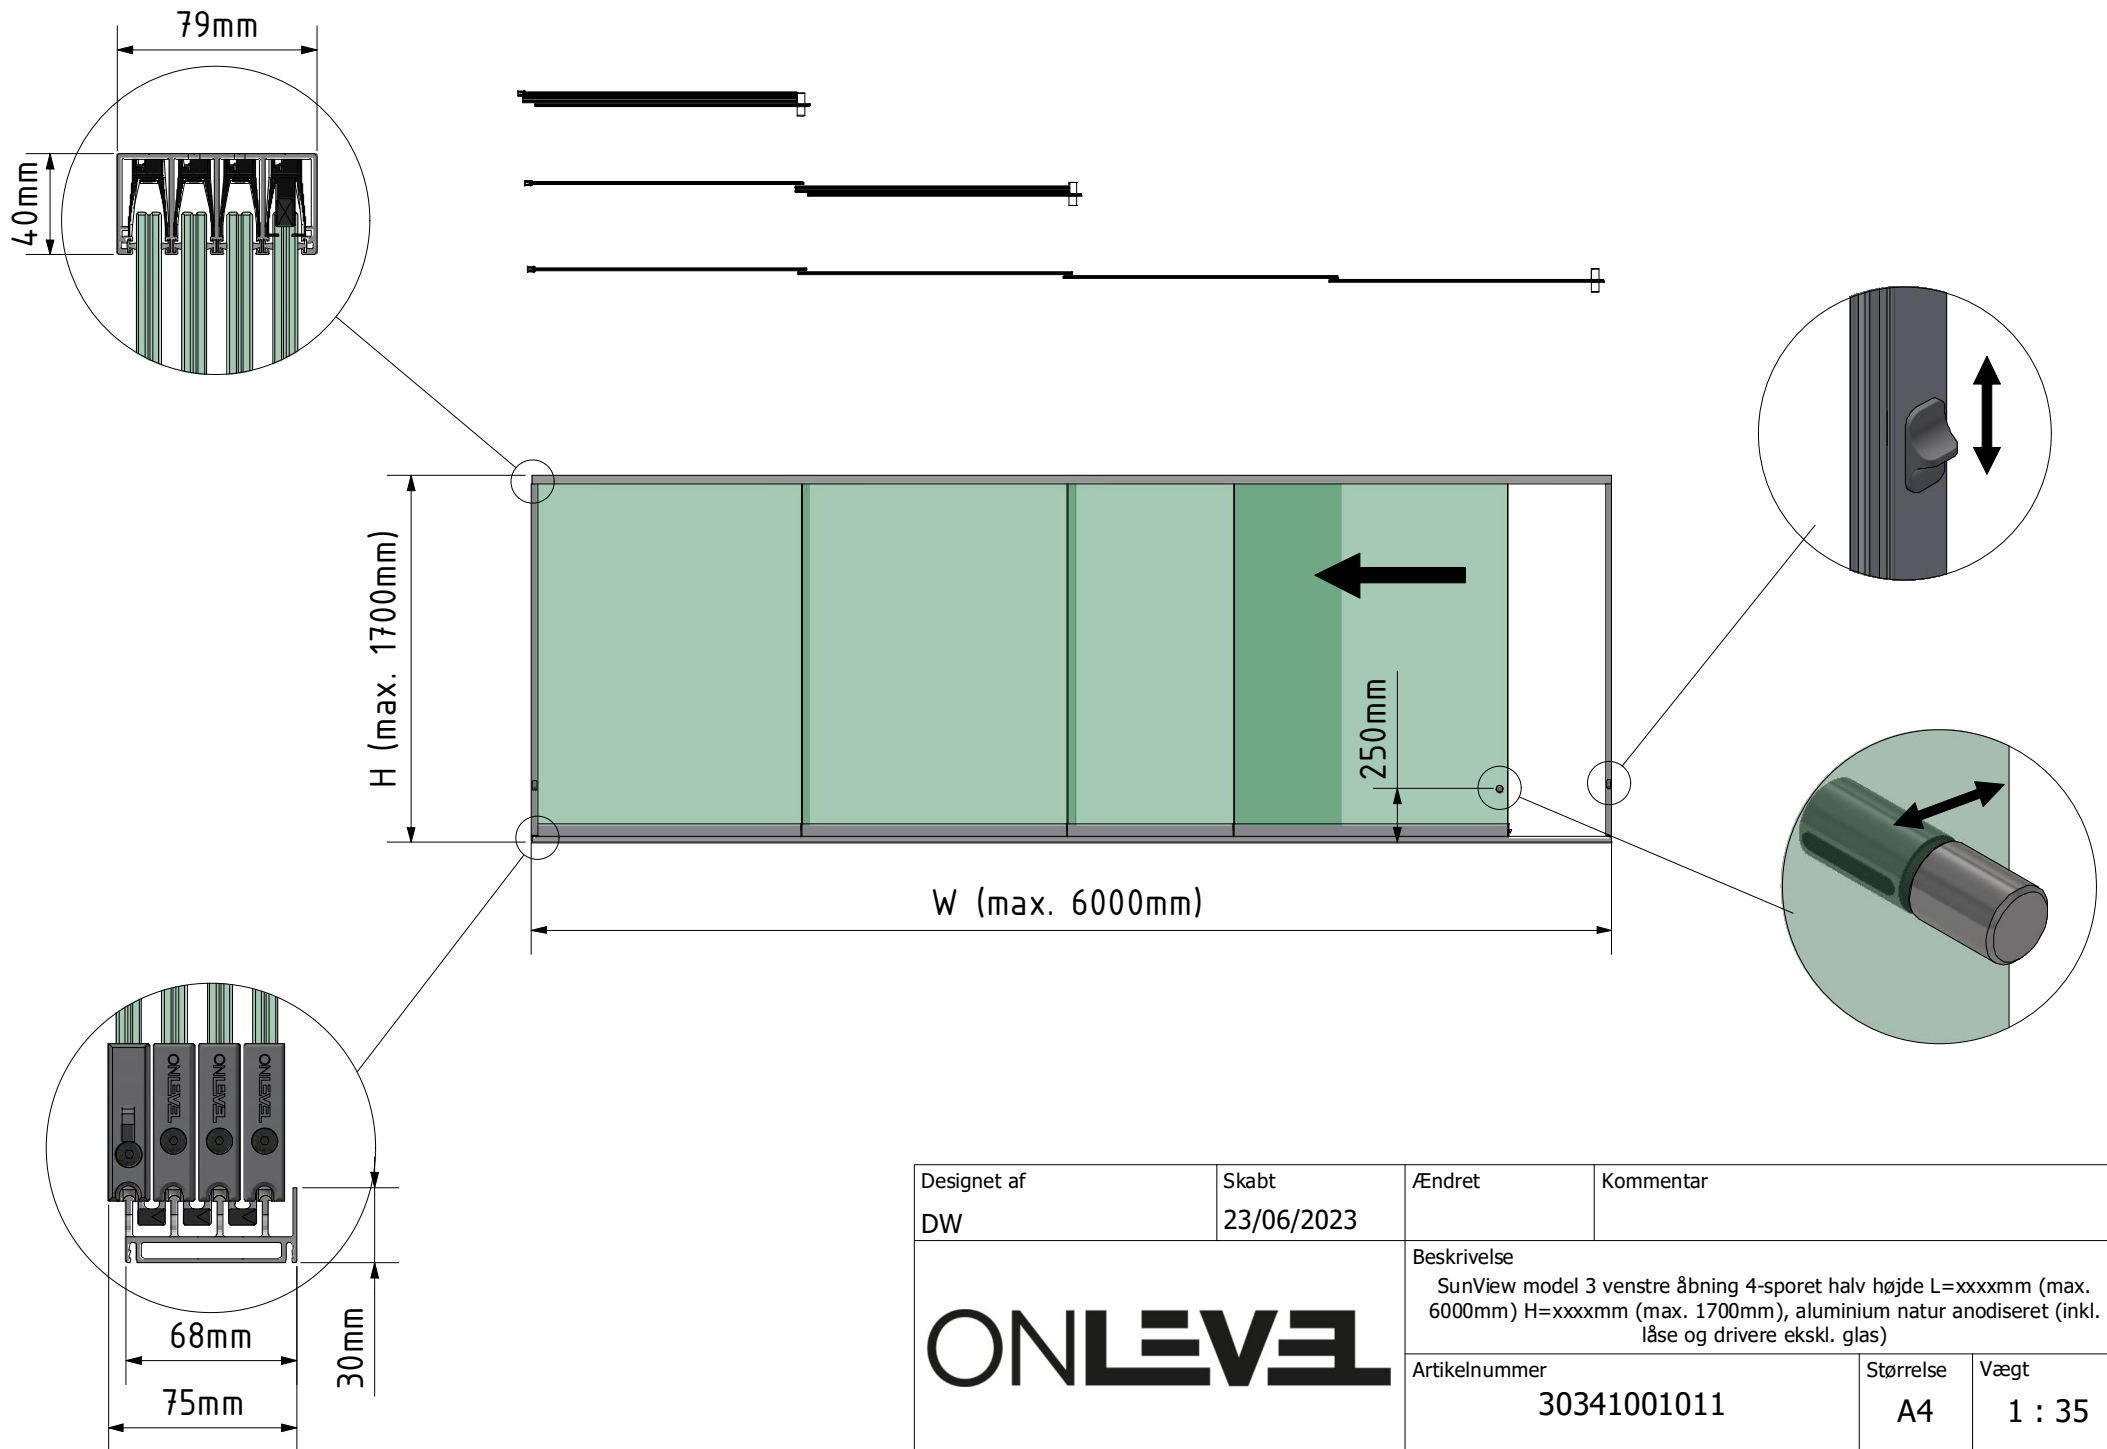 79mm
40mm
H (max. 1700mm)
250mm
W (max. 6000mm)
ONLEVEL
ONLEVEL
ONLEVEL
30mm
68mm
75mm
Designet af
DW
Skabt
23/06/2023
Ændret
Kommentar
ONLEVEL
Beskrivelse
SunView model 3 venstre åbning 4-sporet halv højde L=xxxxmm (max.
6000mm) H=xxxxmm (max. 1700mm), aluminium natur anodiseret (inkl.
låse og drivere ekskl. glas)
Artikelnummer
30341001011
Størrelse
A4
Vægt
1 : 35